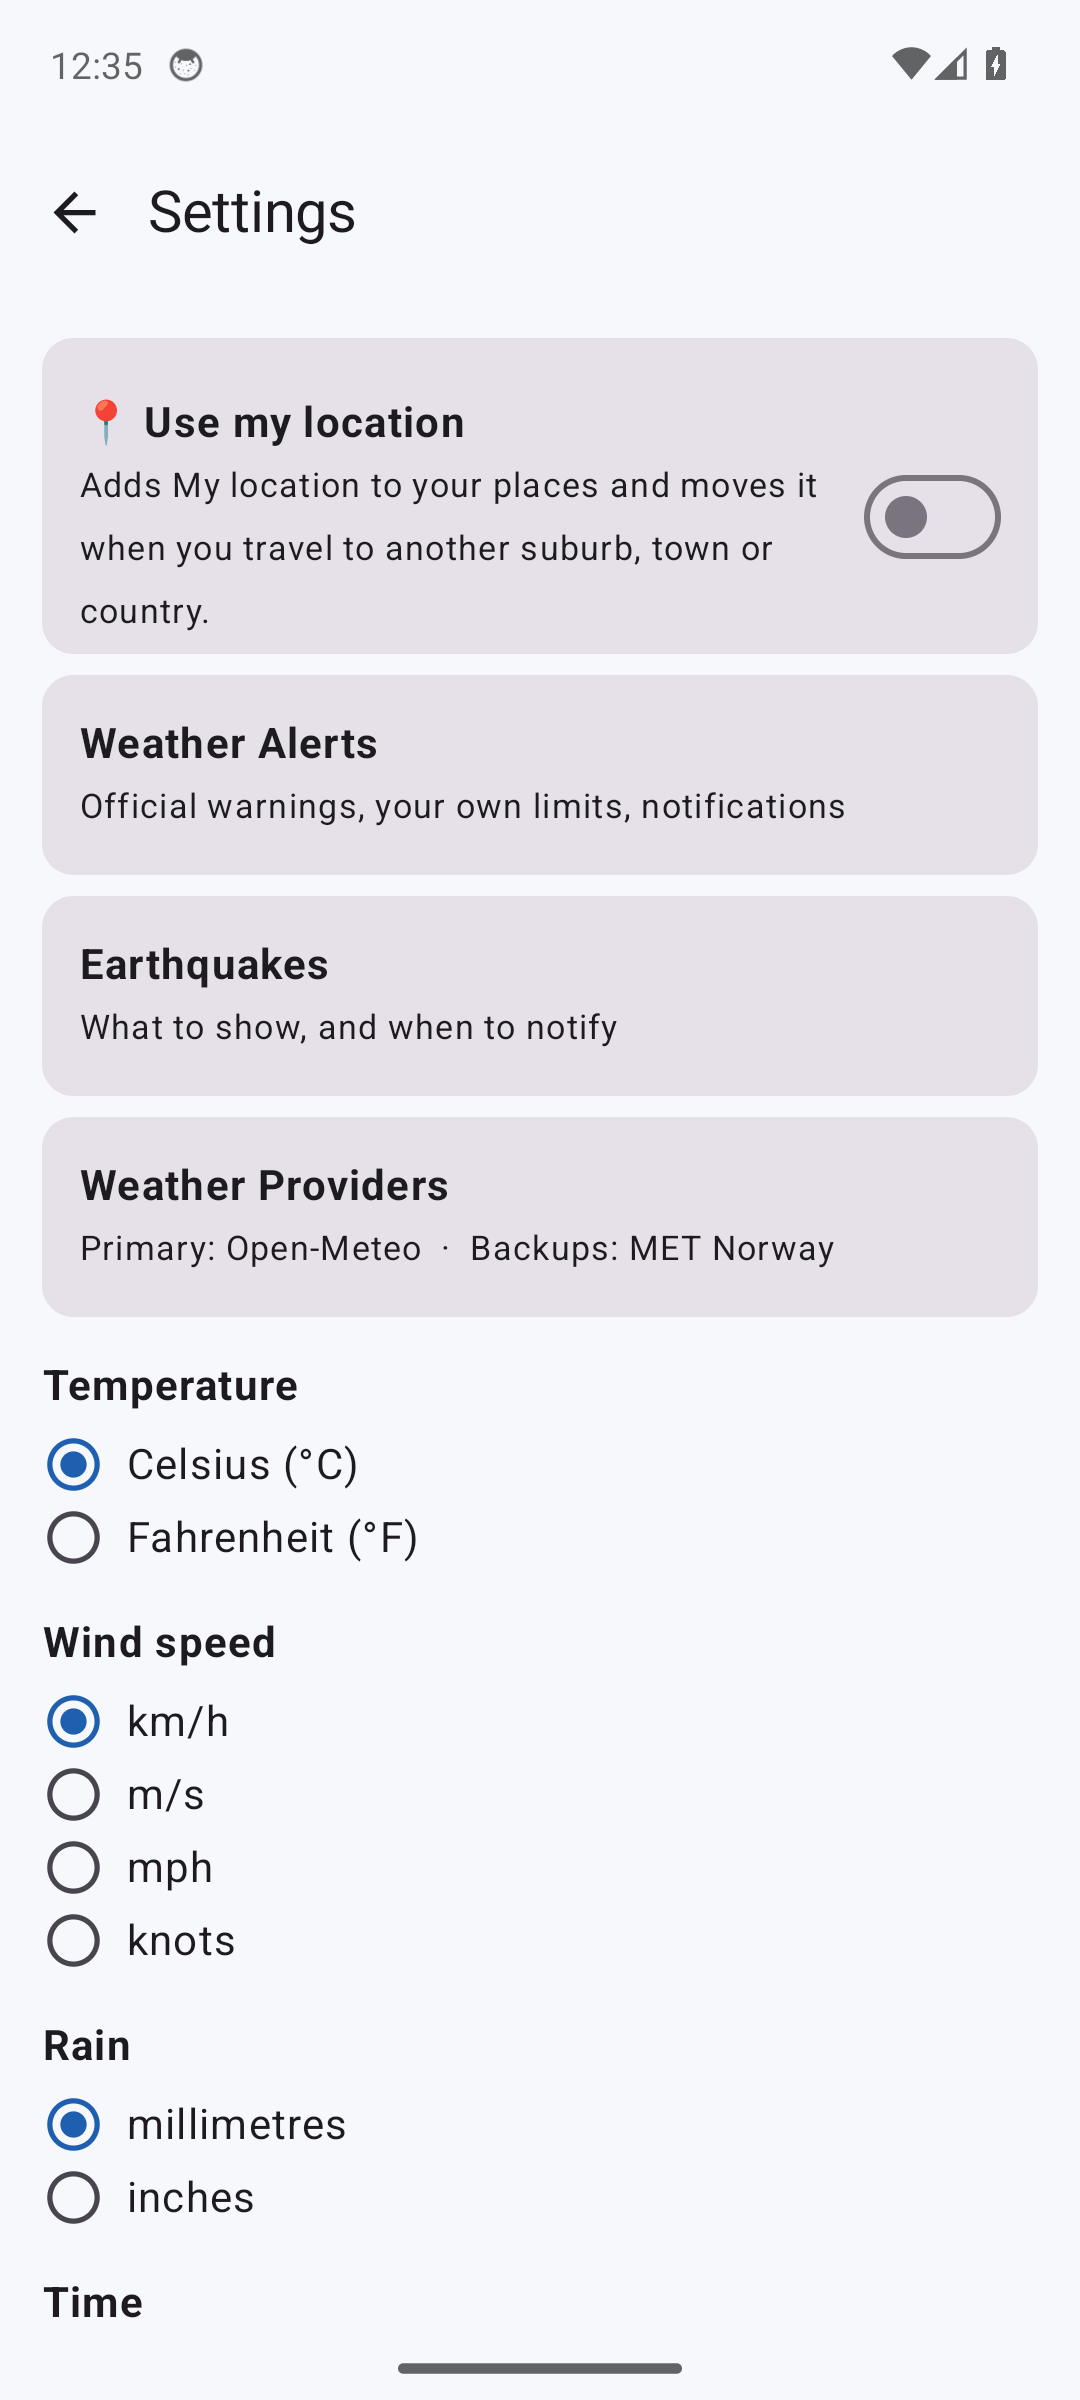 12:35
Settings
📍 Use my location
Adds My location to your places and moves it
when you travel to another suburb, town or
country.
Weather Alerts
Official warnings, your own limits, notifications
Earthquakes
What to show, and when to notify
Weather Providers
Primary: Open-Meteo · Backups: MET Norway
Temperature
Celsius (°C)
Fahrenheit (°F)
Wind speed
km/h
m/s
mph
knots
Rain
millimetres
inches
Time